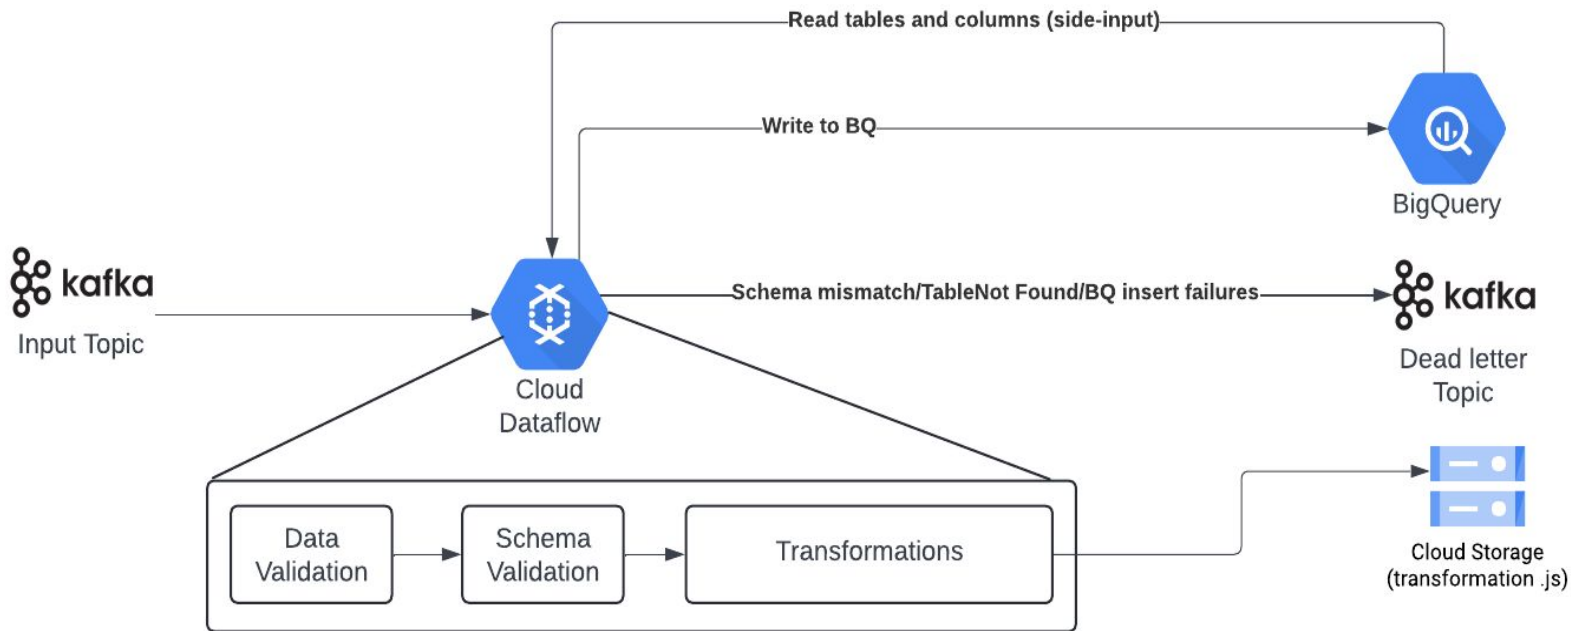 Read tables and columns (side-input)
Write to BQ
BigQuery
kafka
Input Topic
Schema mismatch/TableNot Found/BQ insert failures
kafka
Dead letter
Topic
Cloud
Dataflow
Data
Validation
Schema
Validation
Transformations
Cloud Storage
(transformation .js)